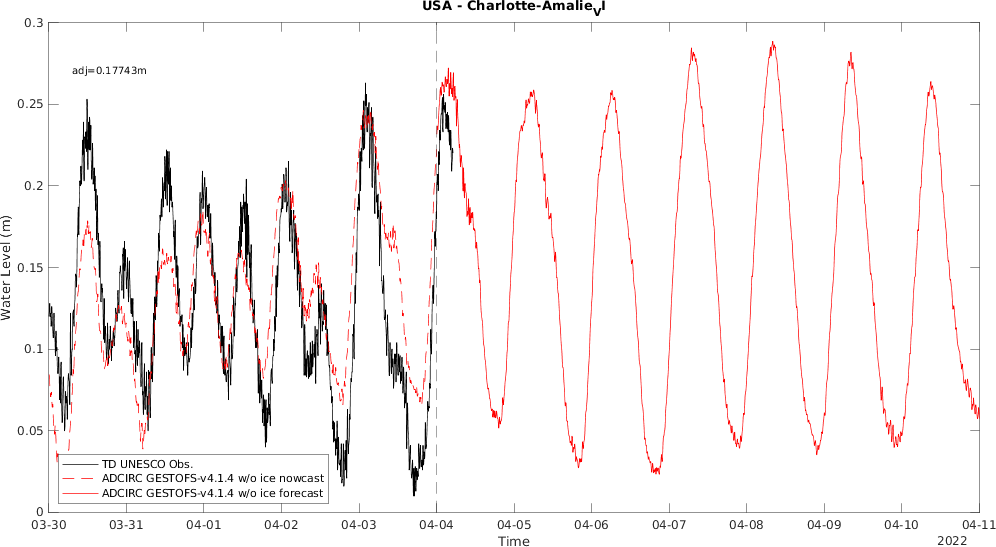 USA - Charlotte-AmalieVI
0.3
adj=0.17743m
0.25
0.2
Water Level (m)
0.15
0.1
0.05
0
TD UNESCO Obs.
ADCIRC GESTOFS-v4.1.4 w/o ice nowcast
ADCIRC GESTOFS-v4.1.4 w/o ice forecast
03-30 03-31 04-01 04-02 04-03 04-04 04-05 04-06 04-07 04-08 04-09 04-10 04-11
Time
2022